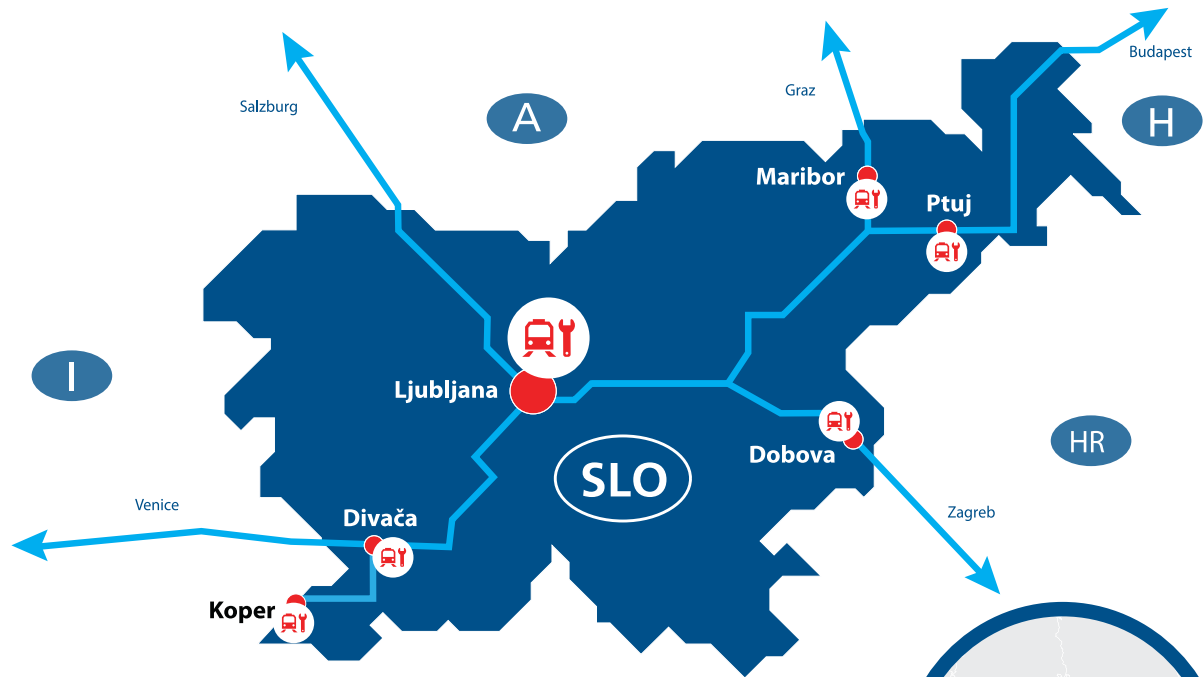 Budapest
Salzburg
Graz
A
H
Maribor
Ptuj
I
Ljubljana
HR
Dobova
SLO
Venice
Zagreb
Divača
Koper